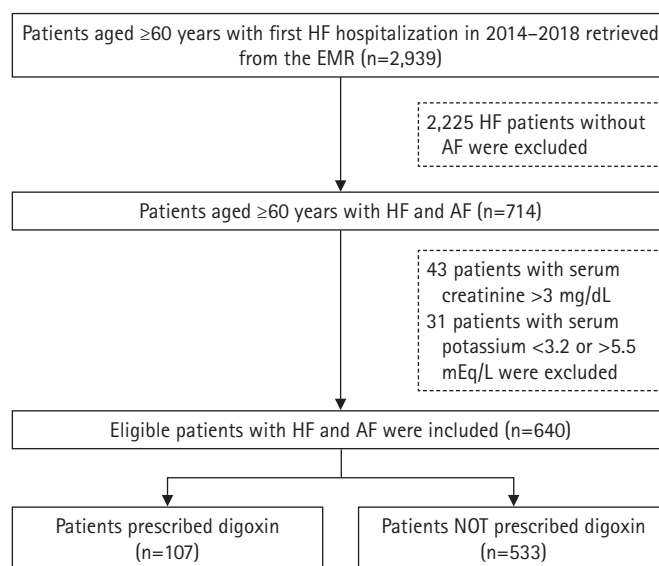 Patients aged ≥60 years with first HF hospitalization in 2014–2018 retrieved
from the EMR (n=2,939)
2,225 HF patients without
AF were excluded
Patients aged ≥60 years with HF and AF (n=714)
43 patients with serum
creatinine >3 mg/dL
31 patients with serum
potassium <3.2 or >5.5
mEq/L were excluded
Eligible patients with HF and AF were included (n=640)
Patients prescribed digoxin
(n=107)
Patients NOT prescribed digoxin
(n=533)